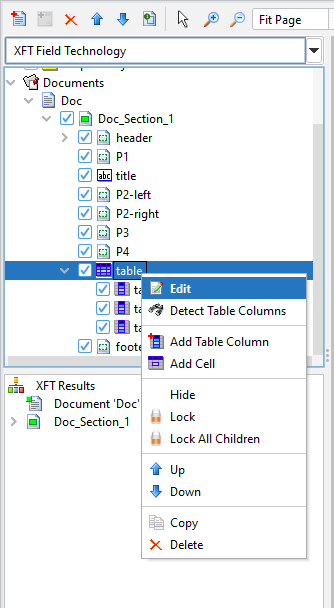 Fit Page
XFT Field Technology
Documents
Doc
Doc_Section_1
header
P1
abc title
P2-left
P2-right
P3
P4
table
ta
ta
ta
foote
Edit
Detect Table Columns
Add Table Column
Add Cell
Hide
Lock
Lock All Children
Up
Down
Copy
Delete
XFT Results
Document 'Doc'
Doc_Section_1